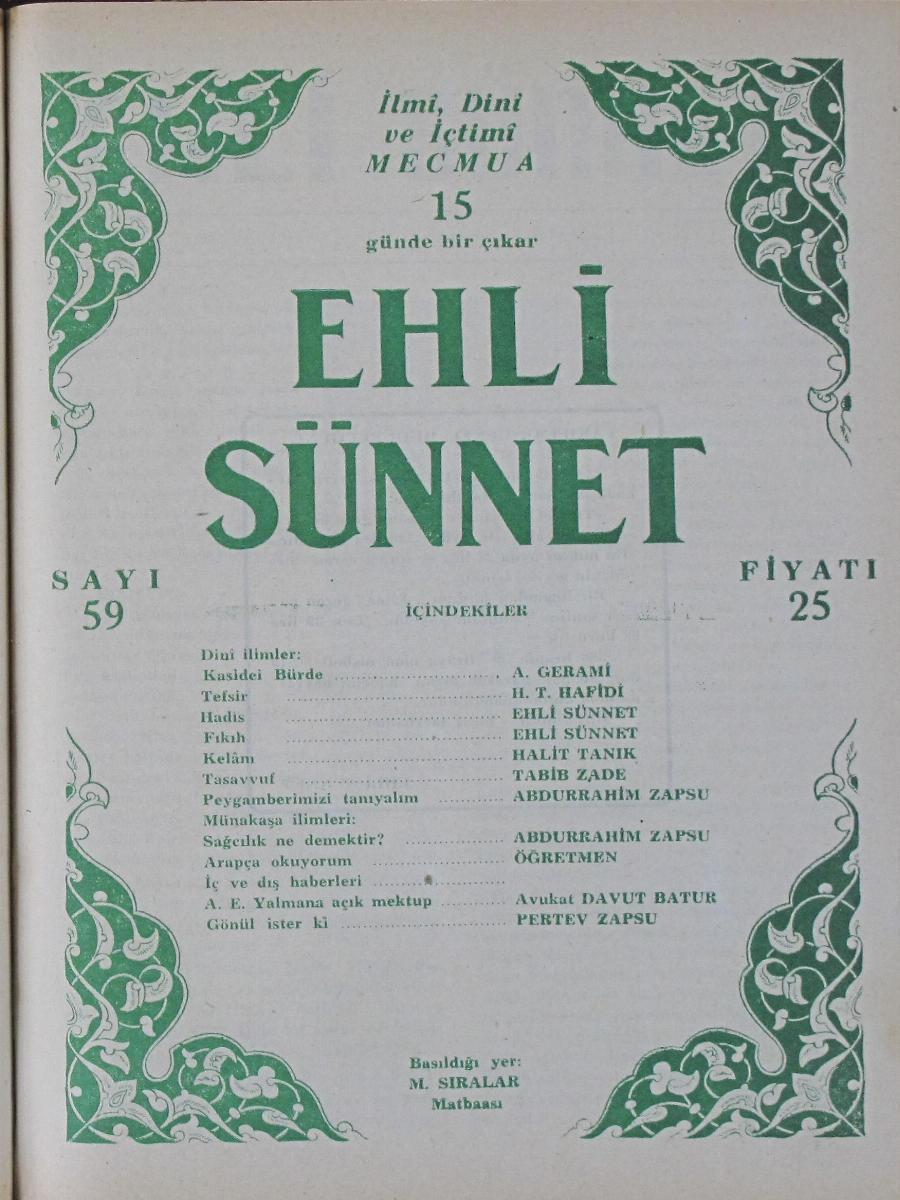 İlmî, Dinî
ve İçtimî
MECMUA
15
günde bir çıkar
EHLİ
SÜNNET
SAYI
59
FİYATI
25
İÇİNDEKİLER
Dinî ilimler:
Kasidei Bürde .............................. A. GERAMİ
Tefsir .............................. H. T. HAFİDİ
Hadis .............................. EHLİ SÜNNET
Fıkıh .............................. EHLİ SÜNNET
Kelâm .............................. HALİT TANIK
Tasavvuf .............................. TABİB ZADE
Peygamberimizi tanıyalım ............ ABDURRAHİM ZAPSU
Münakaşa ilimleri:
Sağcılık ne demektir? .................. ABDURRAHİM ZAPSU
Arapça okuyorum ........................ ÖĞRETMEN
İç ve dış haberleri ........................
A. E. Yalmana açık mektup ............ Avukat DAVUT BATUR
Gönül ister ki .............................. PERTEV ZAPSU
Basıldığı yer:
M. SIRALAR
Matbaası